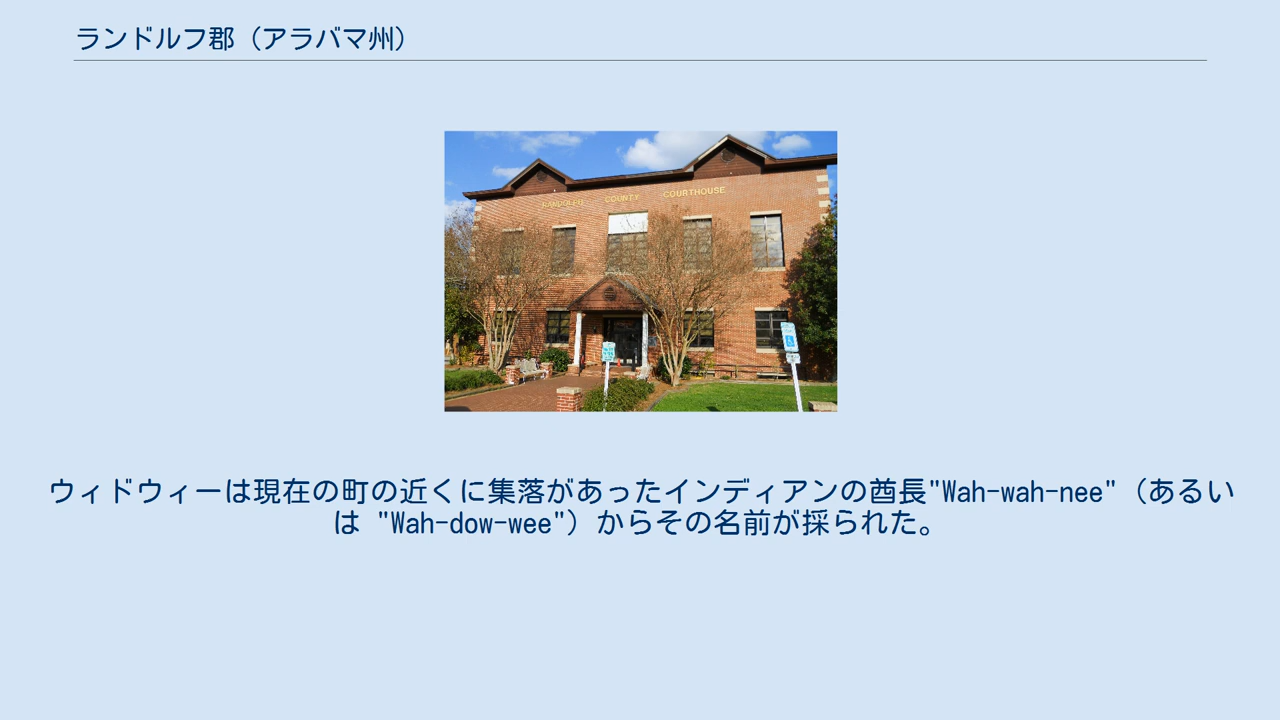 ランドルフ郡（アラバマ州）
RANDOLPH COUNTY COURTHOUSE
ウィドウィーは現在の町の近くに集落があったインディアンの酋長"Wah-wah-nee"（あるい
は "Wah-dow-wee"）からその名前が採られた。